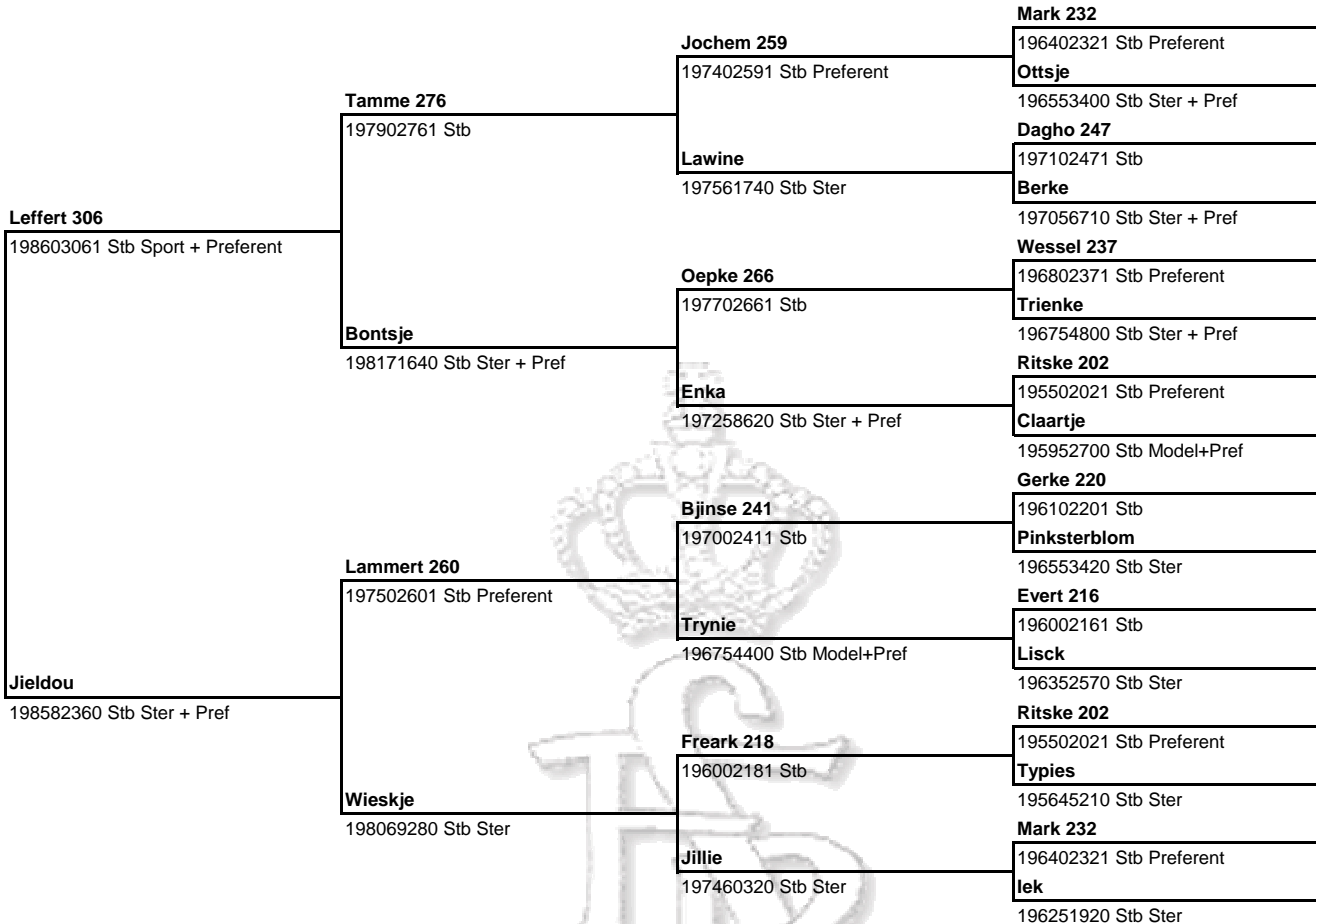 Mark 232
Jochem 259
196402321 Stb Preferent
197402591 Stb Preferent
Ottsje
Tamme 276
196553400 Stb Ster + Pref
197902761 Stb
Dagho 247
Lawine
197102471 Stb
197561740 Stb Ster
Berke
Leffert 306
197056710 Stb Ster + Pref
198603061 Stb Sport + Preferent
Wessel 237
Oepke 266
196802371 Stb Preferent
197702661 Stb
Trienke
Bontsje
196754800 Stb Ster + Pref
198171640 Stb Ster + Pref
Ritske 202
Enka
195502021 Stb Preferent
197258620 Stb Ster + Pref
Claartje
195952700 Stb Model+Pref
Gerke 220
Bjinse 241
196102201 Stb
197002411 Stb
Pinksterblom
Lammert 260
196553420 Stb Ster
197502601 Stb Preferent
Evert 216
Trynie
196002161 Stb
196754400 Stb Model+Pref
Lisck
Jieldou
196352570 Stb Ster
198582360 Stb Ster + Pref
Ritske 202
Freark 218
195502021 Stb Preferent
196002181 Stb
Typies
Wieskje
195645210 Stb Ster
198069280 Stb Ster
Mark 232
Jillie
196402321 Stb Preferent
197460320 Stb Ster
Iek
196251920 Stb Ster